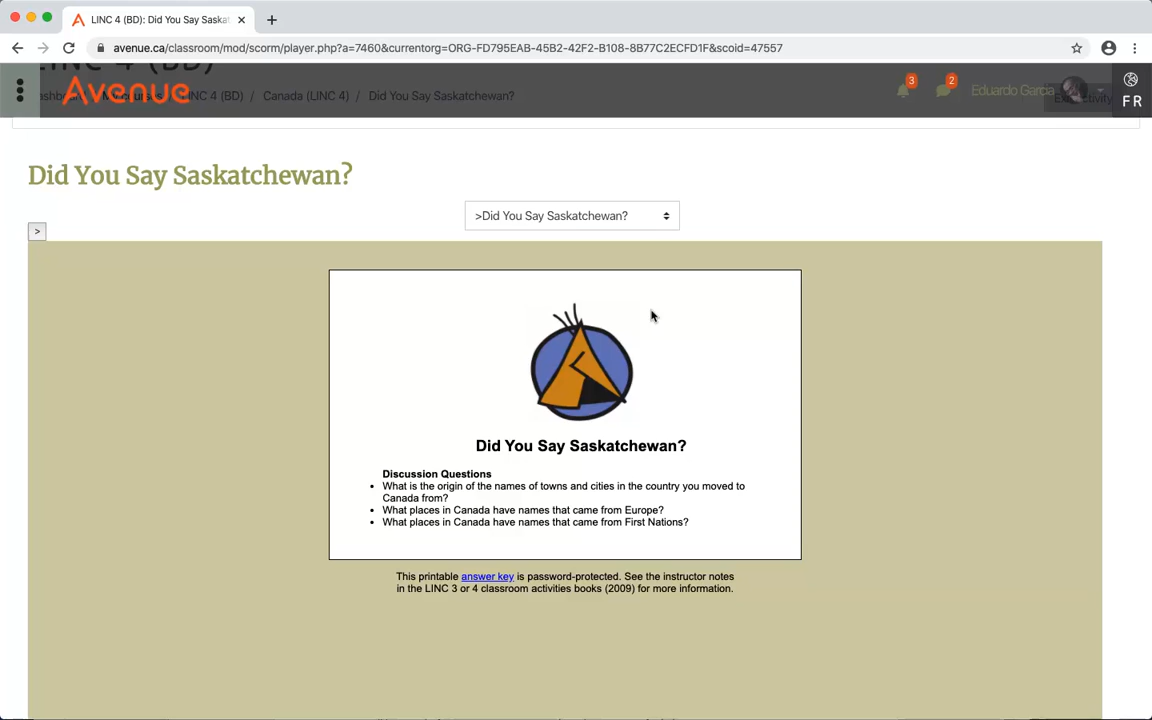 LINC 4 (BD): Did You Say Saska
avenue.ca/classroom/mod/scorm/player.php?a=7460&currentorg=ORG-FD795EAB-45B2-42F2-B108-8B77C2ECFD1F&scoid=47557
LINC 4 (BD)
Avenue
LINC 4 (BD) / Canada (LINC 4) / Did You Say Saskatchewan?
3
2
Eduardo Garcia
FR
Did You Say Saskatchewan?
>Did You Say Saskatchewan?
>
Did You Say Saskatchewan?
Discussion Questions
• What is the origin of the names of towns and cities in the country you moved to
Canada from?
• What places in Canada have names that came from Europe?
• What places in Canada have names that came from First Nations?
This printable answer key is password-protected. See the instructor notes
in the LINC 3 or 4 classroom activities books (2009) for more information.